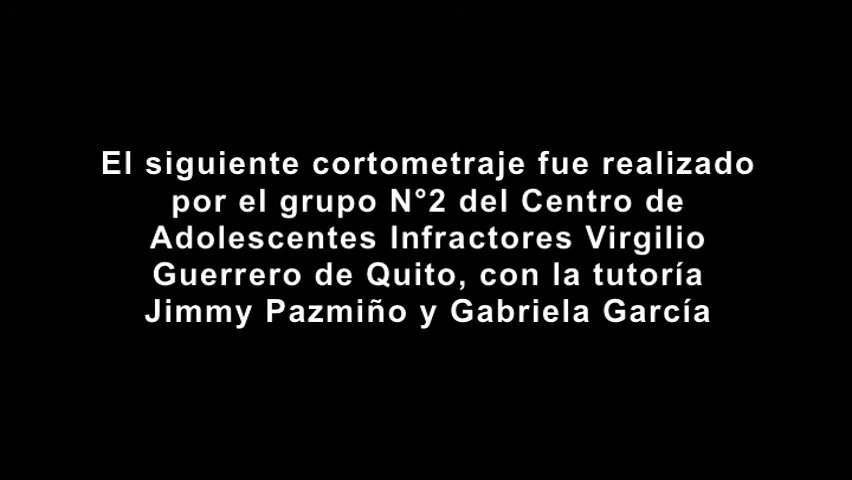 El siguiente cortometraje fue realizado
por el grupo N°2 del Centro de
Adolescentes Infractores Virgilio
Guerrero de Quito, con la tutoría
Jimmy Pazmiño y Gabriela García